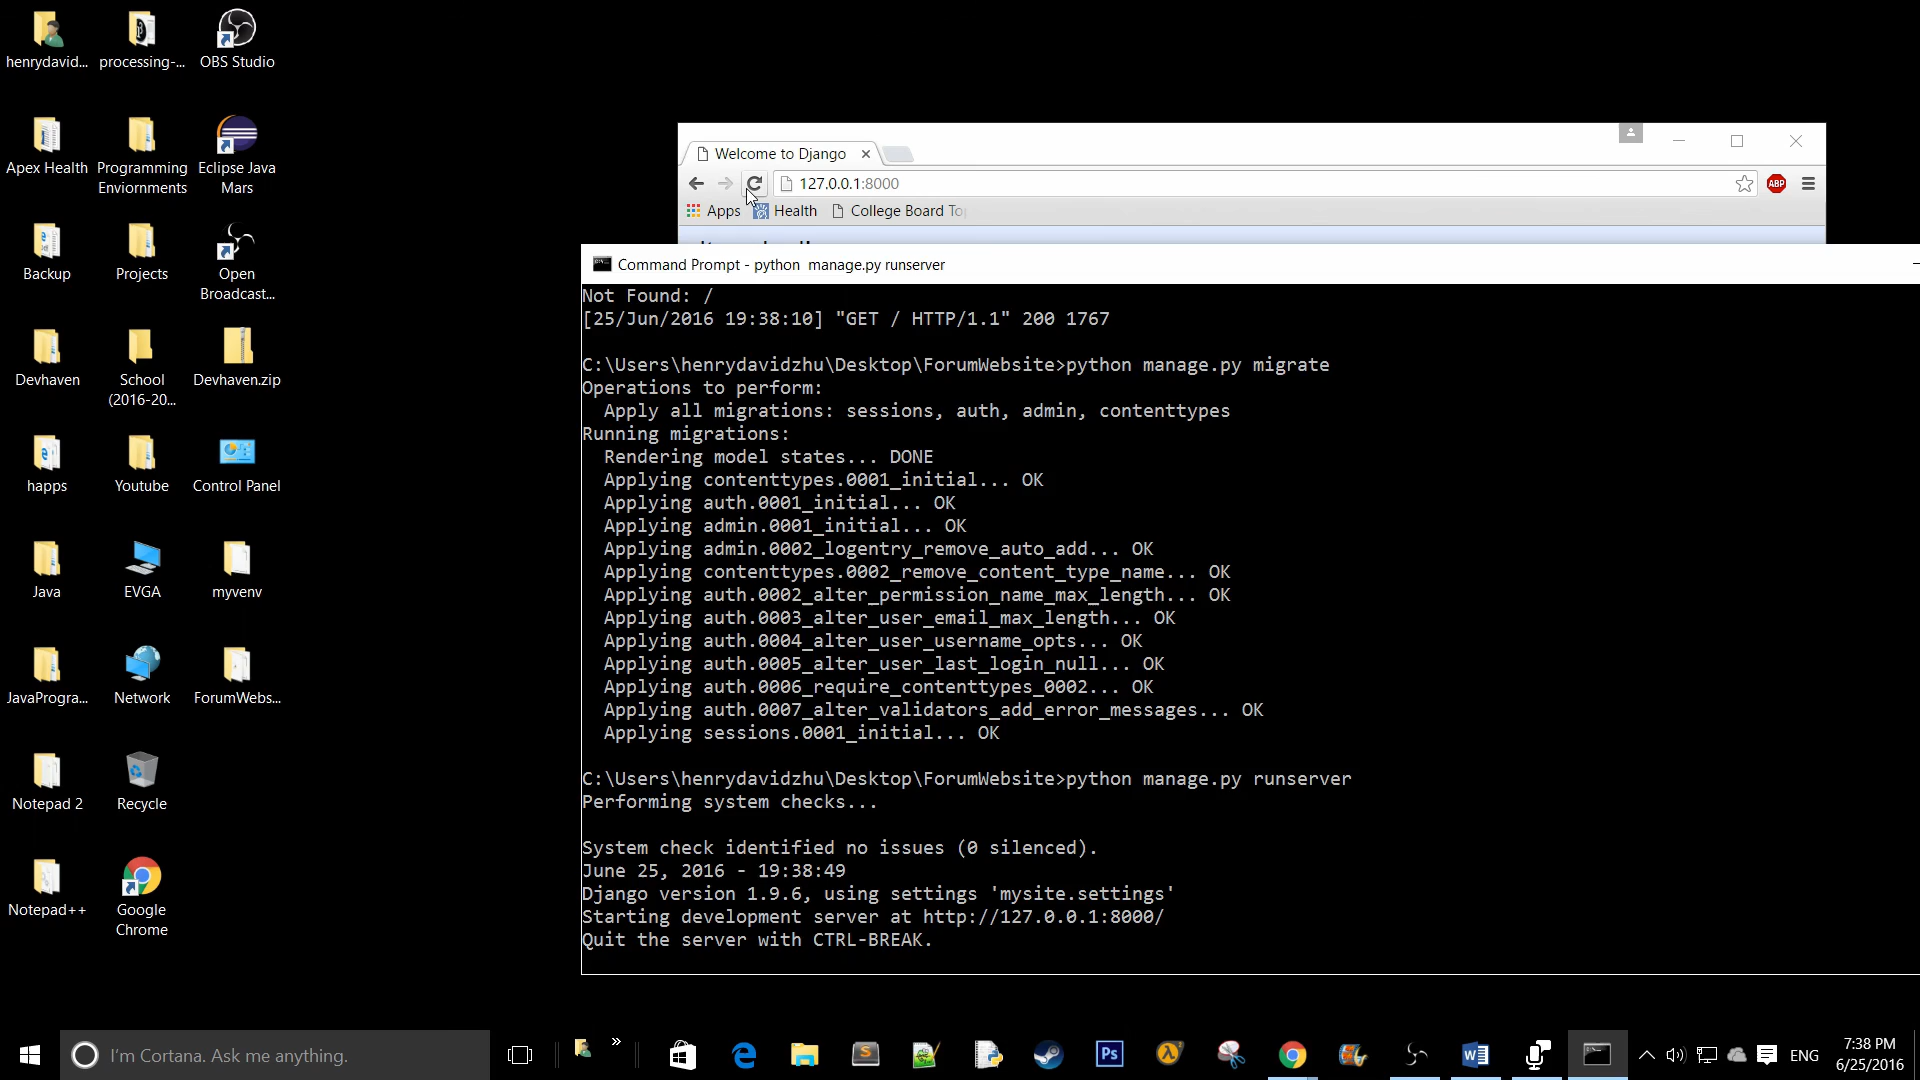 henrydavid...
processing-...
OBS Studio
Apex Health
Programming
Enviornments
Eclipse Java
Mars
Backup
Projects
Open
Broadcast...
Devhaven
School
(2016-20...
Devhaven.zip
happs
Youtube
Control Panel
Java
EVGA
myvenv
JavaProgra...
Network
ForumWebs...
Notepad 2
Recycle
Notepad++
Google
Chrome
Welcome to Django
127.0.0.1:8000
ABP
Apps
Health
College Board To
Command Prompt - python  manage.py runserver
Not Found: /
[25/Jun/2016 19:38:10] "GET / HTTP/1.1" 200 1767
C:\Users\henrydavidzhu\Desktop\ForumWebsite>python manage.py migrate
Operations to perform:
  Apply all migrations: sessions, auth, admin, contenttypes
Running migrations:
  Rendering model states... DONE
  Applying contenttypes.0001_initial... OK
  Applying auth.0001_initial... OK
  Applying admin.0001_initial... OK
  Applying admin.0002_logentry_remove_auto_add... OK
  Applying contenttypes.0002_remove_content_type_name... OK
  Applying auth.0002_alter_permission_name_max_length... OK
  Applying auth.0003_alter_user_email_max_length... OK
  Applying auth.0004_alter_user_username_opts... OK
  Applying auth.0005_alter_user_last_login_null... OK
  Applying auth.0006_require_contenttypes_0002... OK
  Applying auth.0007_alter_validators_add_error_messages... OK
  Applying sessions.0001_initial... OK
C:\Users\henrydavidzhu\Desktop\ForumWebsite>python manage.py runserver
Performing system checks...
System check identified no issues (0 silenced).
June 25, 2016 - 19:38:49
Django version 1.9.6, using settings 'mysite.settings'
Starting development server at http://127.0.0.1:8000/
Quit the server with CTRL-BREAK.
I'm Cortana. Ask me anything.
Ps
ENG
7:38 PM
6/25/2016